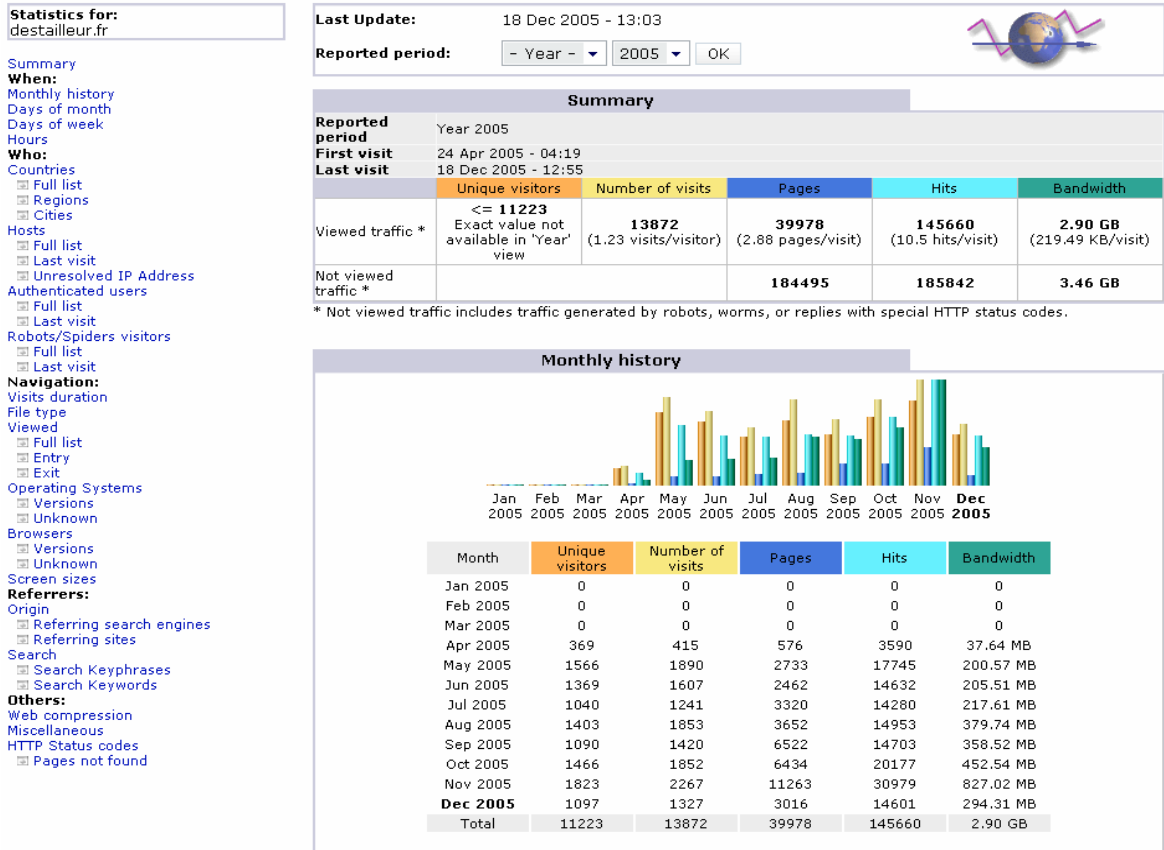 Statistics for:
destailleur.fr
Summary
When:
Monthly history
Days of month
Days of week
Hours
Who:
Countries
Full list
Regions
Cities
Hosts
Full list
Last visit
Unresolved IP Address
Authenticated users
Full list
Last visit
Robots/Spiders visitors
Full list
Last visit
Navigation:
Visits duration
File type
Viewed
Full list
Entry
Exit
Operating Systems
Versions
Unknown
Browsers
Versions
Unknown
Screen sizes
Referrers:
Origin
Referring search engines
Referring sites
Search
Search Keyphrases
Search Keywords
Others:
Web compression
Miscellaneous
HTTP Status codes
Pages not found
Last Update: 18 Dec 2005 - 13:03
Reported period: - Year - 2005 OK
Summary
Reported period Year 2005
First visit 24 Apr 2005 - 04:19
Last visit 18 Dec 2005 - 12:55
Unique visitors Number of visits Pages Hits Bandwidth
Viewed traffic * <= 11223 Exact value not available in 'Year' view 13872 (1.23 visits/visitor) 39978 (2.88 pages/visit) 145660 (10.5 hits/visit) 2.90 GB (219.49 KB/visit)
Not viewed traffic * 184495 185842 3.46 GB
* Not viewed traffic includes traffic generated by robots, worms, or replies with special HTTP status codes.
Monthly history
Jan Feb Mar Apr May Jun Jul Aug Sep Oct Nov Dec
2005 2005 2005 2005 2005 2005 2005 2005 2005 2005 2005 2005
Month Unique visitors Number of visits Pages Hits Bandwidth
Jan 2005 0 0 0 0 0
Feb 2005 0 0 0 0 0
Mar 2005 0 0 0 0 0
Apr 2005 369 415 576 3590 37.64 MB
May 2005 1566 1890 2733 17745 200.57 MB
Jun 2005 1369 1607 2462 14632 205.51 MB
Jul 2005 1040 1241 3320 14280 217.61 MB
Aug 2005 1403 1853 3652 14953 379.74 MB
Sep 2005 1090 1420 6522 14703 358.52 MB
Oct 2005 1466 1852 6434 20177 452.54 MB
Nov 2005 1823 2267 11263 30979 827.02 MB
Dec 2005 1097 1327 3016 14601 294.31 MB
Total 11223 13872 39978 145660 2.90 GB